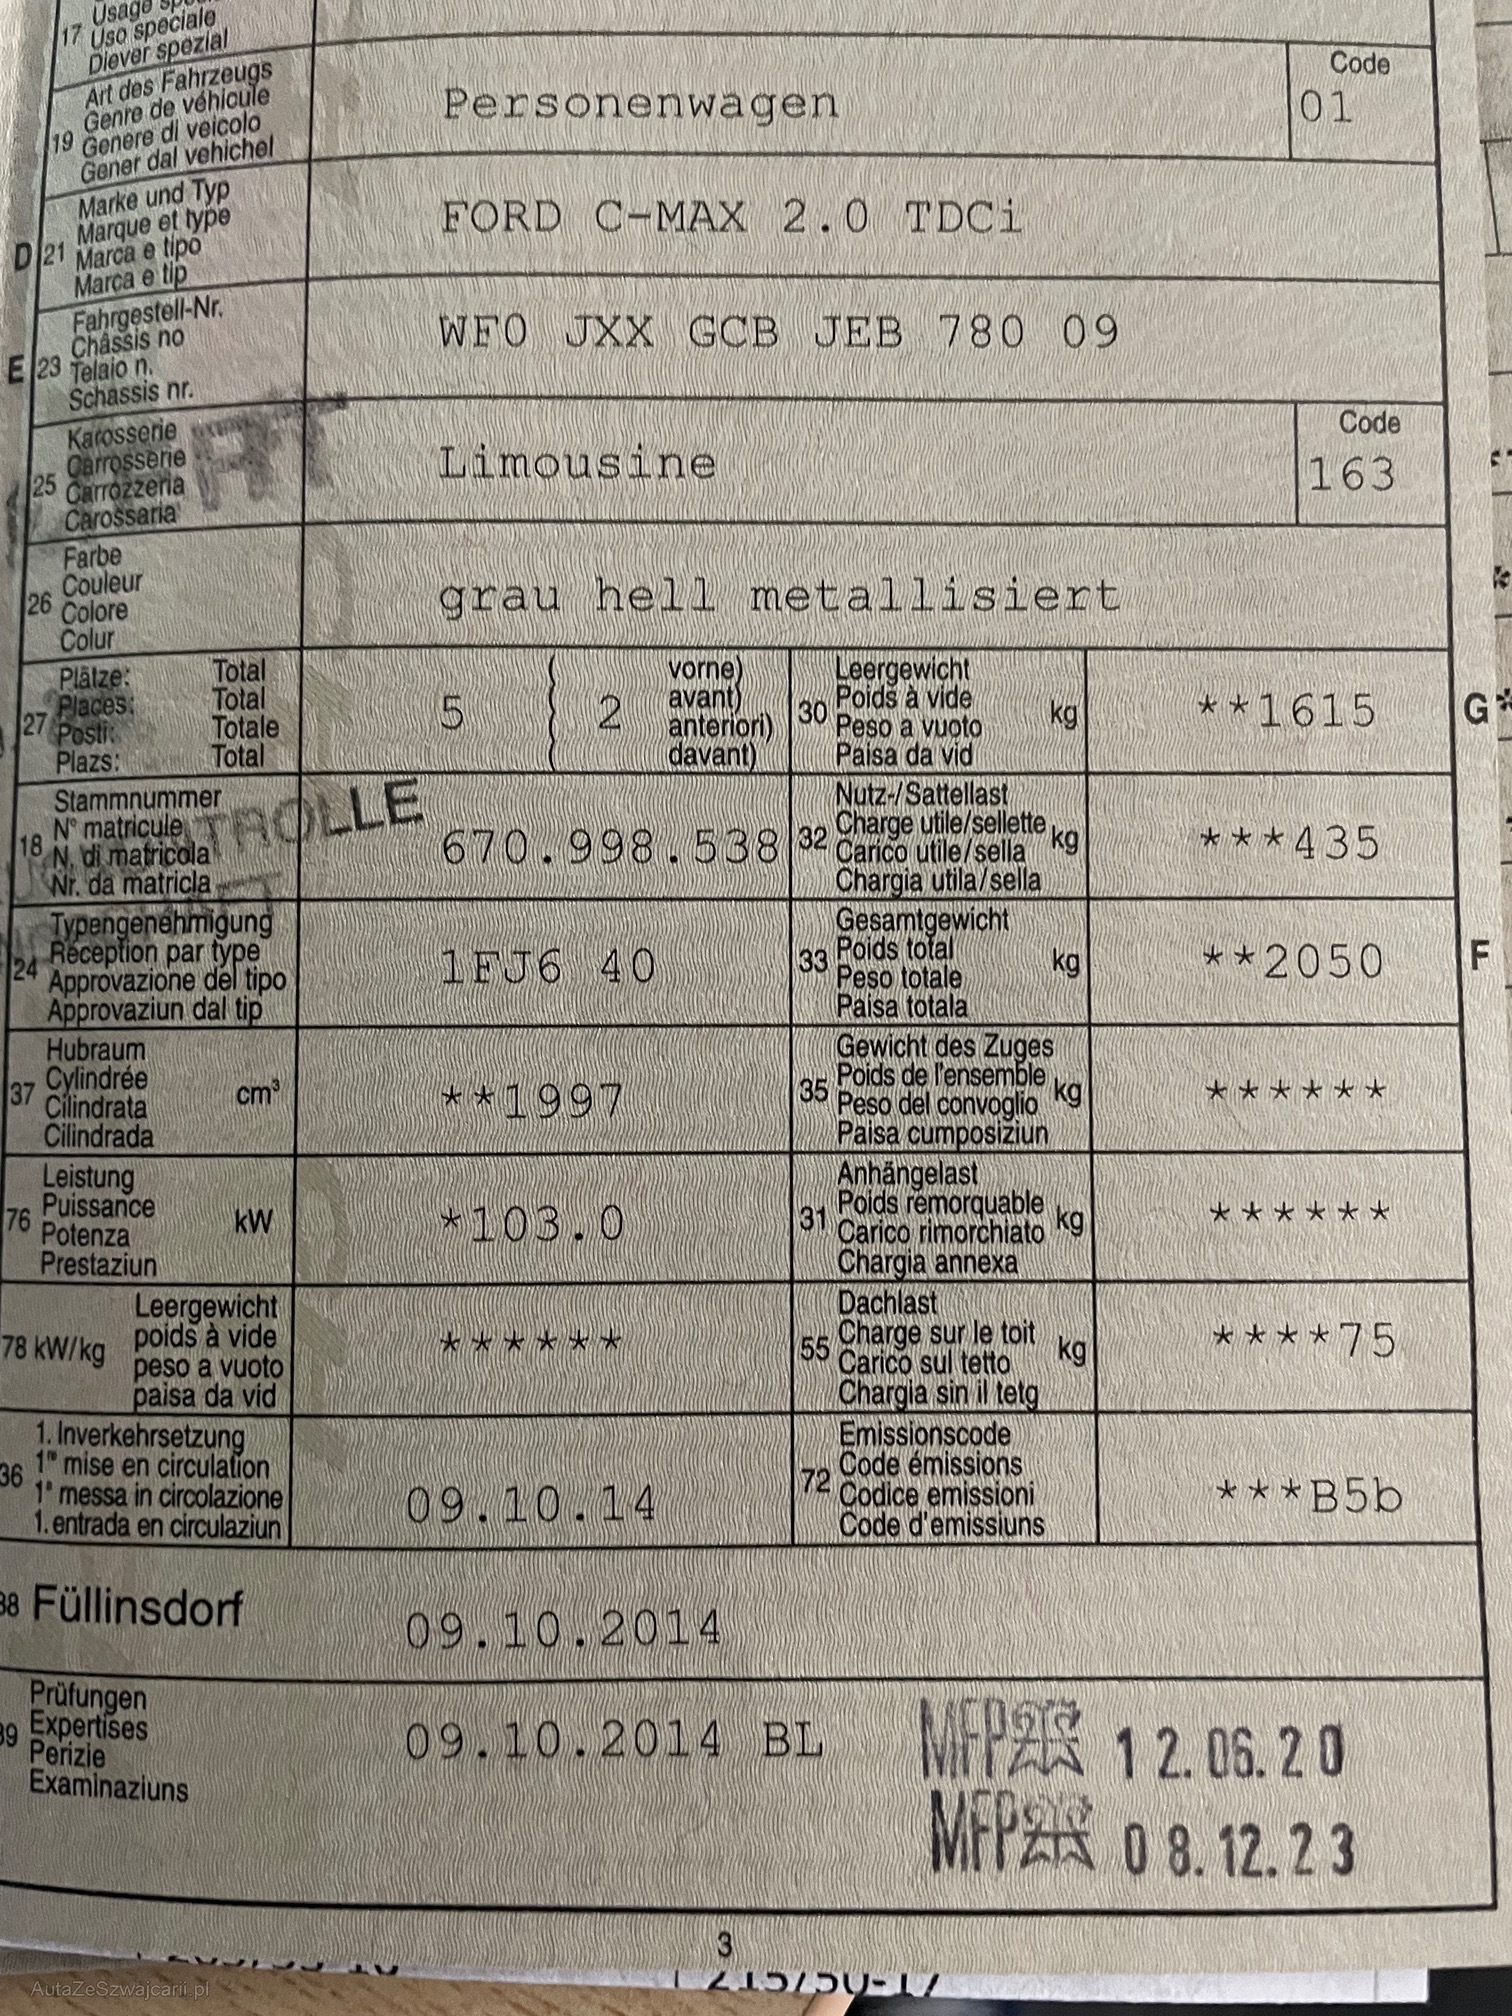 17 Uso speciale
Diever spezial
Art des Fahrzeugs
Genre de véhicule
19 Genere di veicolo
Gener dal vehichel
Personenwagen
Code
01
Marke und Typ
Marque et type
D 21 Marca e tipo
Marca e tip
FORD C-MAX 2.0 TDCi
Fahrgestell-Nr.
Châssis no
E 23 Telaio n.
Schassis nr.
WF0 JXX GCB JEB 780 09
Karosserie
Carrosserie
25 Carrozzeria
Carossaria
Limousine
Code
163
Farbe
Couleur
26 Colore
Colur
grau hell metallisiert
Plätze: Total
Places: Total
27 Posti: Totale
Plazs: Total
5 ( 2 vorne)
avant)
anteriori)
davant)
Leergewicht
30 Poids à vide kg
Peso a vuoto
Paisa da vid
**1615
G*
Stammnummer
18 N° matricule
N. di matricola
Nr. da matricla
670.998.538
Nutz-/Sattellast
32 Charge utile/sellette kg
Carico utile/sella
Chargia utila/sella
***435
Typengenehmigung
24 Réception par type
Approvazione del tipo
Approvaziun dal tip
1FJ6 40
Gesamtgewicht
33 Poids total kg
Peso totale
Paisa totala
**2050
F
Hubraum
37 Cylindrée cm³
Cilindrata
Cilindrada
**1997
Gewicht des Zuges
35 Poids de l'ensemble kg
Peso del convoglio
Paisa cumposiziun
******
Leistung
76 Puissance kW
Potenza
Prestaziun
*103.0
Anhängelast
31 Poids remorquable kg
Carico rimorchiato
Chargia annexa
******
Leergewicht
78 kW/kg poids à vide
peso a vuoto
paisa da vid
******
Dachlast
55 Charge sur le toit kg
Carico sul tetto
Chargia sin il tetg
****75
1. Inverkehrsetzung
36 1re mise en circulation
1a messa in circolazione
1. entrada en circulaziun
09.10.14
Emissionscode
72 Code émissions
Codice emissioni
Code d'emissiuns
***B5b
38 Füllinsdorf
09.10.2014
Prüfungen
39 Expertises
Perizie
Examinaziuns
09.10.2014 BL
MFP 12.06.20
MFP 08.12.23
3
215/50-17
AutaZeSzwajcarii.pl